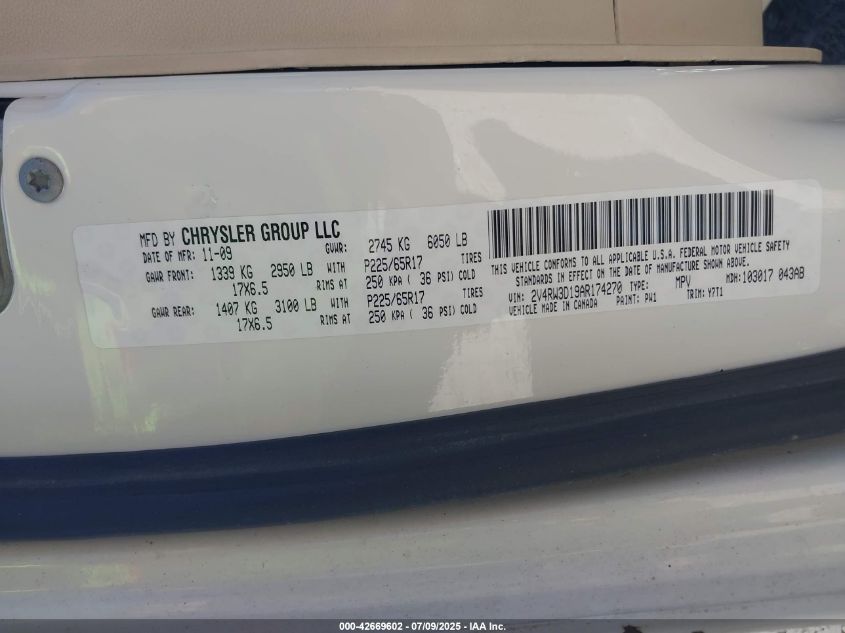 MFD BY CHRYSLER GROUP LLC
DATE OF MFR: 11-09 GVWR: 2745 KG 6050 LB
GAWR FRONT: 1339 KG 2950 LB WITH P225/65R17 TIRES
17X6.5 RIMS AT 250 KPA ( 36 PSI) COLD
GAWR REAR: 1407 KG 3100 LB WITH P225/65R17 TIRES
17X6.5 RIMS AT 250 KPA ( 36 PSI) COLD
THIS VEHICLE CONFORMS TO ALL APPLICABLE U.S.A. FEDERAL MOTOR VEHICLE SAFETY
STANDARDS IN EFFECT ON THE DATE OF MANUFACTURE SHOWN ABOVE.
VIN: 2V4RW3D19AR174270 TYPE: MPV MDH:103017 043AB
VEHICLE MADE IN CANADA PAINT: PW1 TRIM: Y7T1
000-42669602 / 07/09/2025 - IAA Inc.